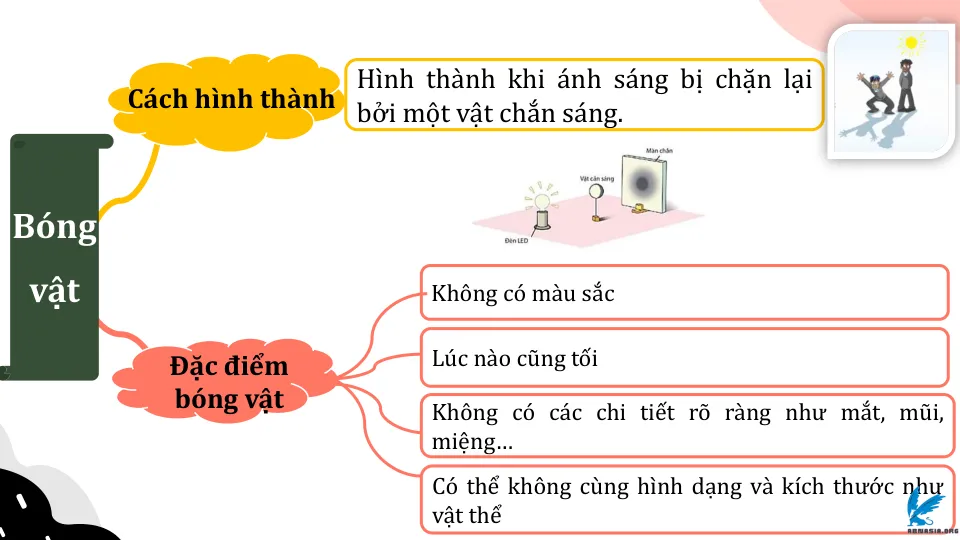 Bóng
vật
Cách hình thành
Hình thành khi ánh sáng bị chặn lại
bởi một vật chắn sáng.
Màn chắn
Vật cản sáng
Đèn LED
Đặc điểm
bóng vật
Không có màu sắc
Lúc nào cũng tối
Không có các chi tiết rõ ràng như mắt, mũi,
miệng...
Có thể không cùng hình dạng và kích thước như
vật thể